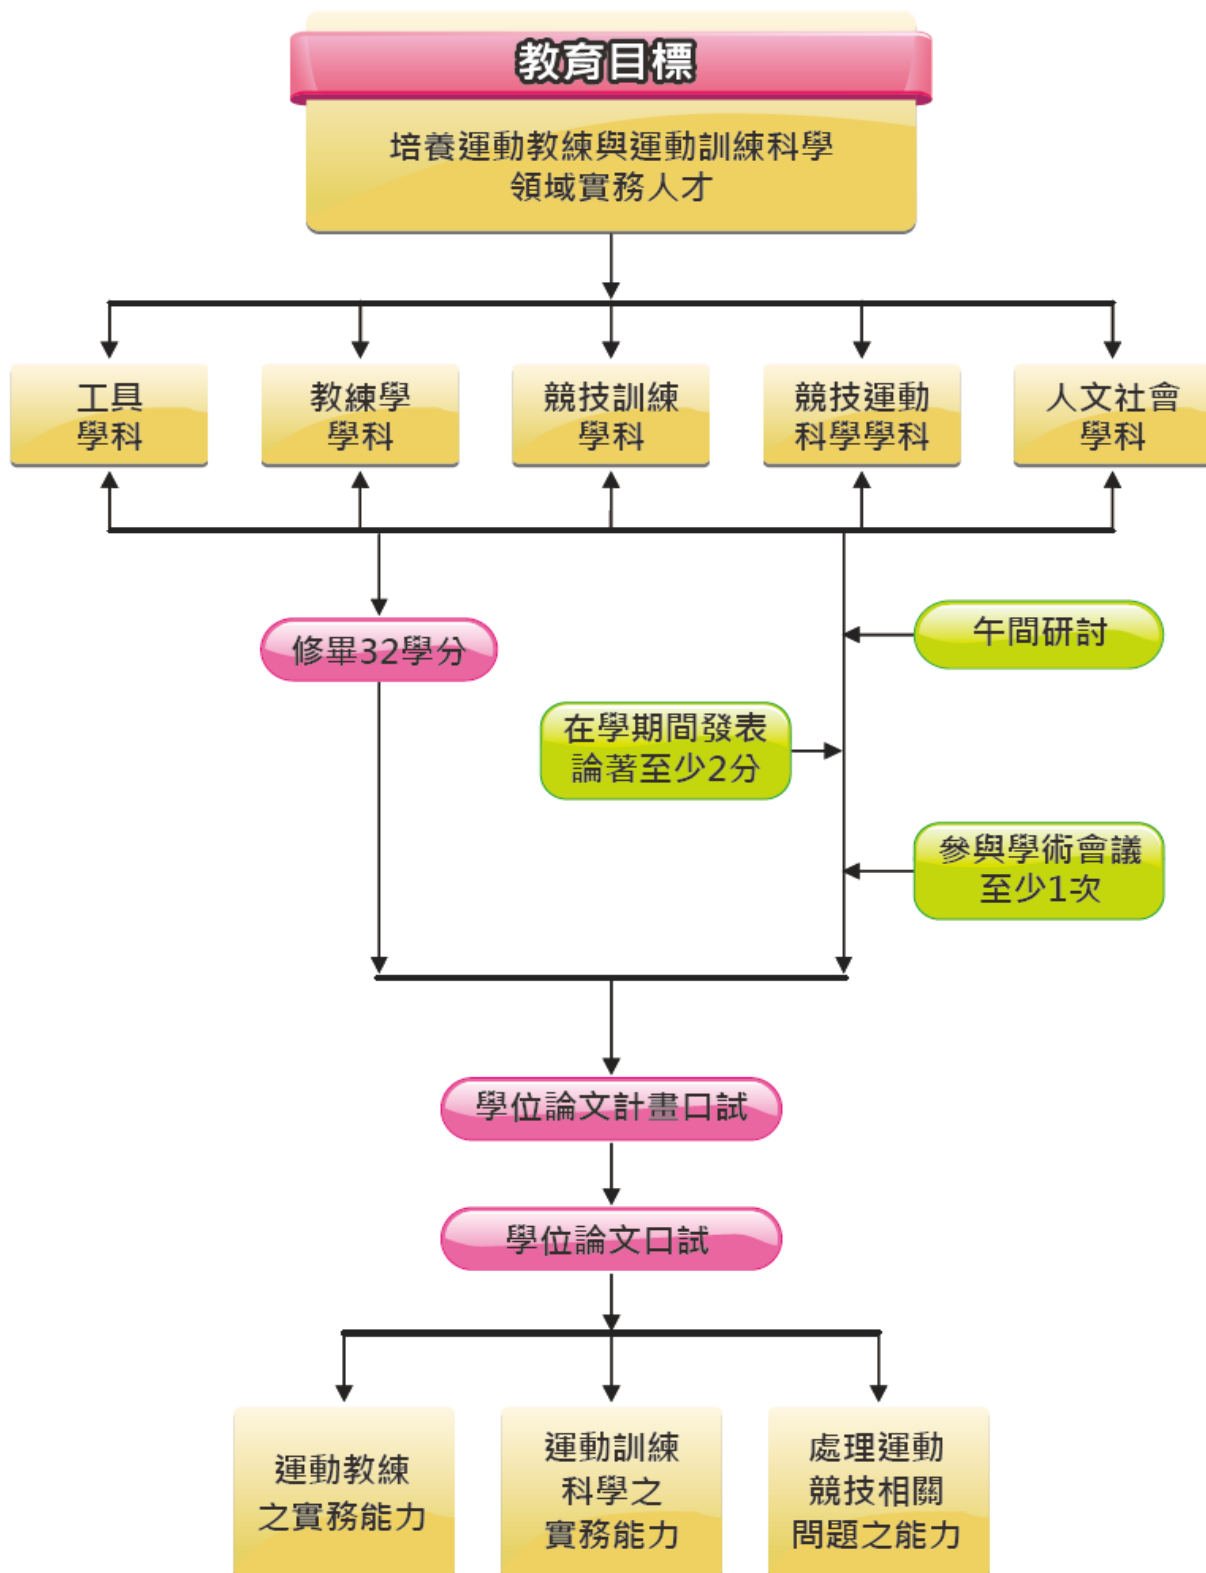 教育目標
培養運動教練與運動訓練科學
領域實務人才
工具
學科
教練學
學科
競技訓練
學科
競技運動
科學學科
人文社會
學科
修畢32學分
午間研討
在學期間發表
論著至少2分
參與學術會議
至少1次
學位論文計畫口試
學位論文口試
運動教練
之實務能力
運動訓練
科學之
實務能力
處理運動
競技相關
問題之能力